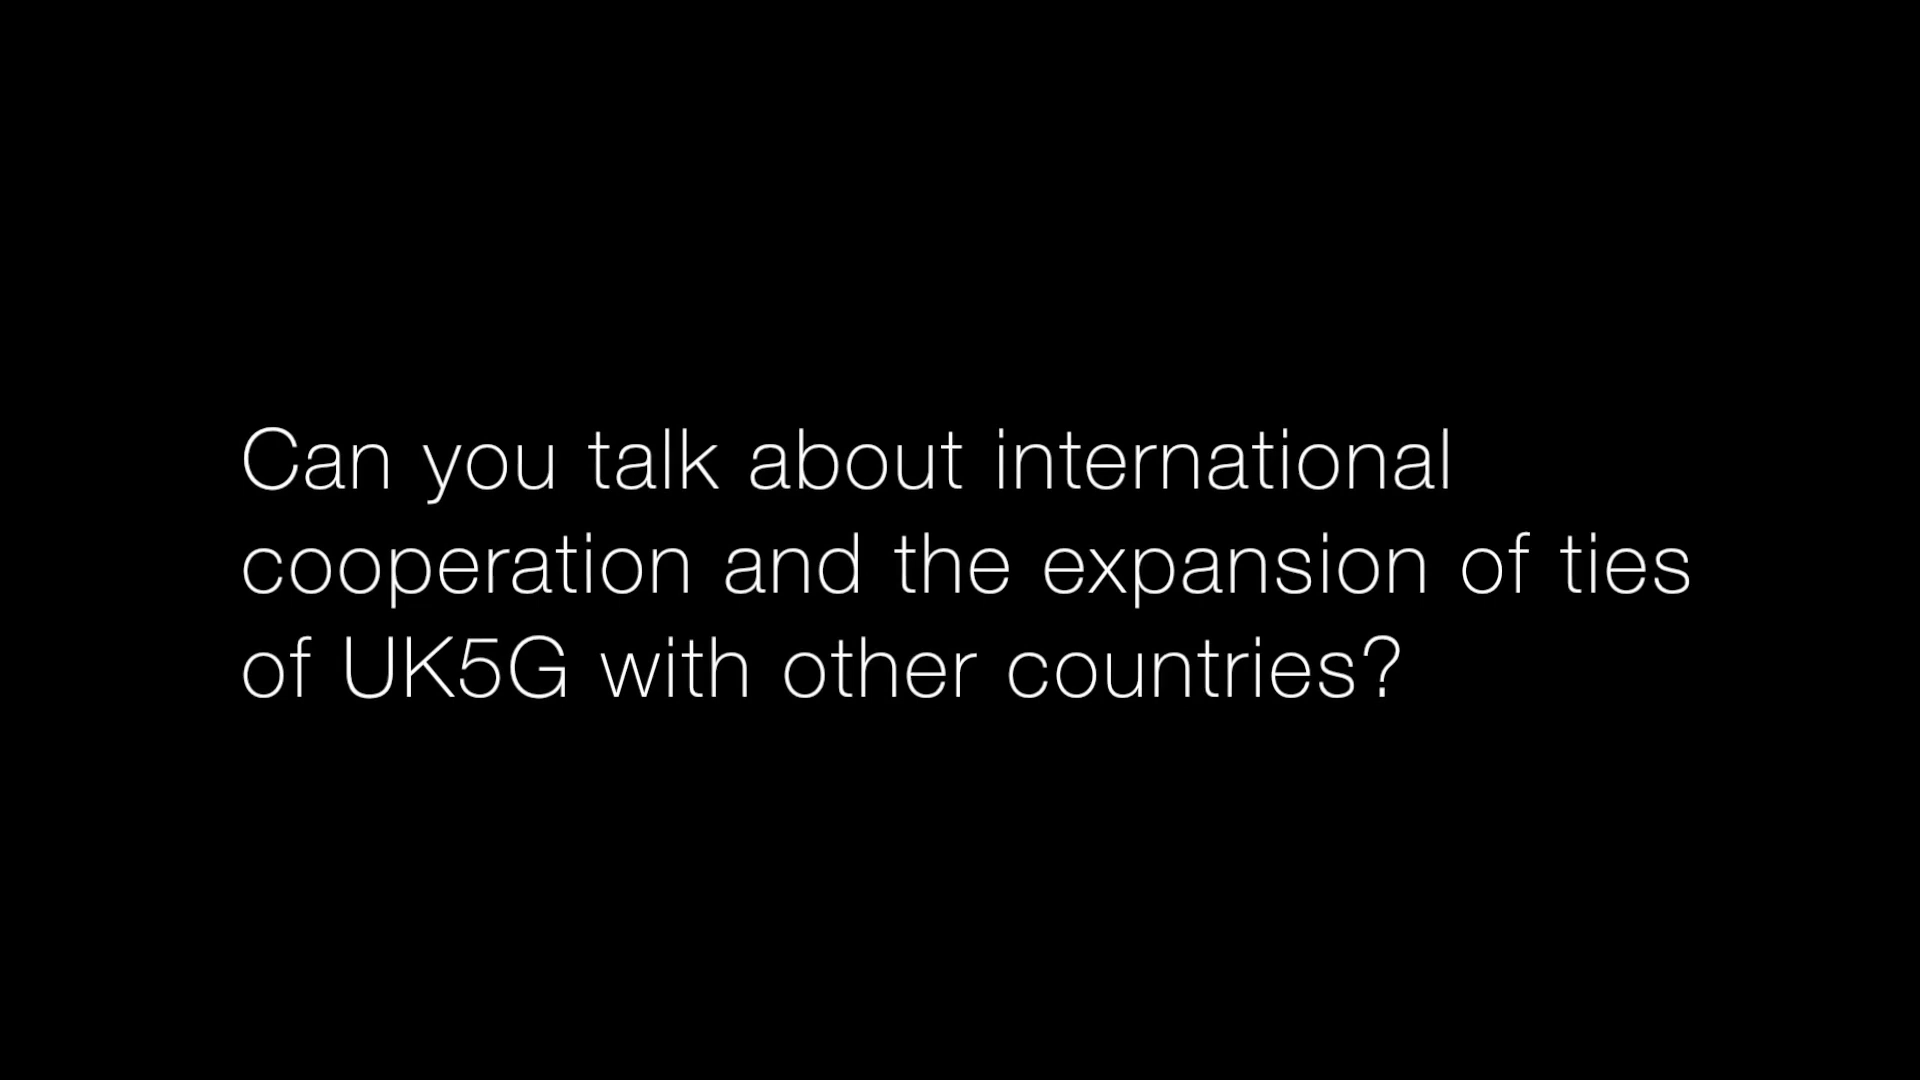 Can you talk about international
cooperation and the expansion of ties
of UK5G with other countries?